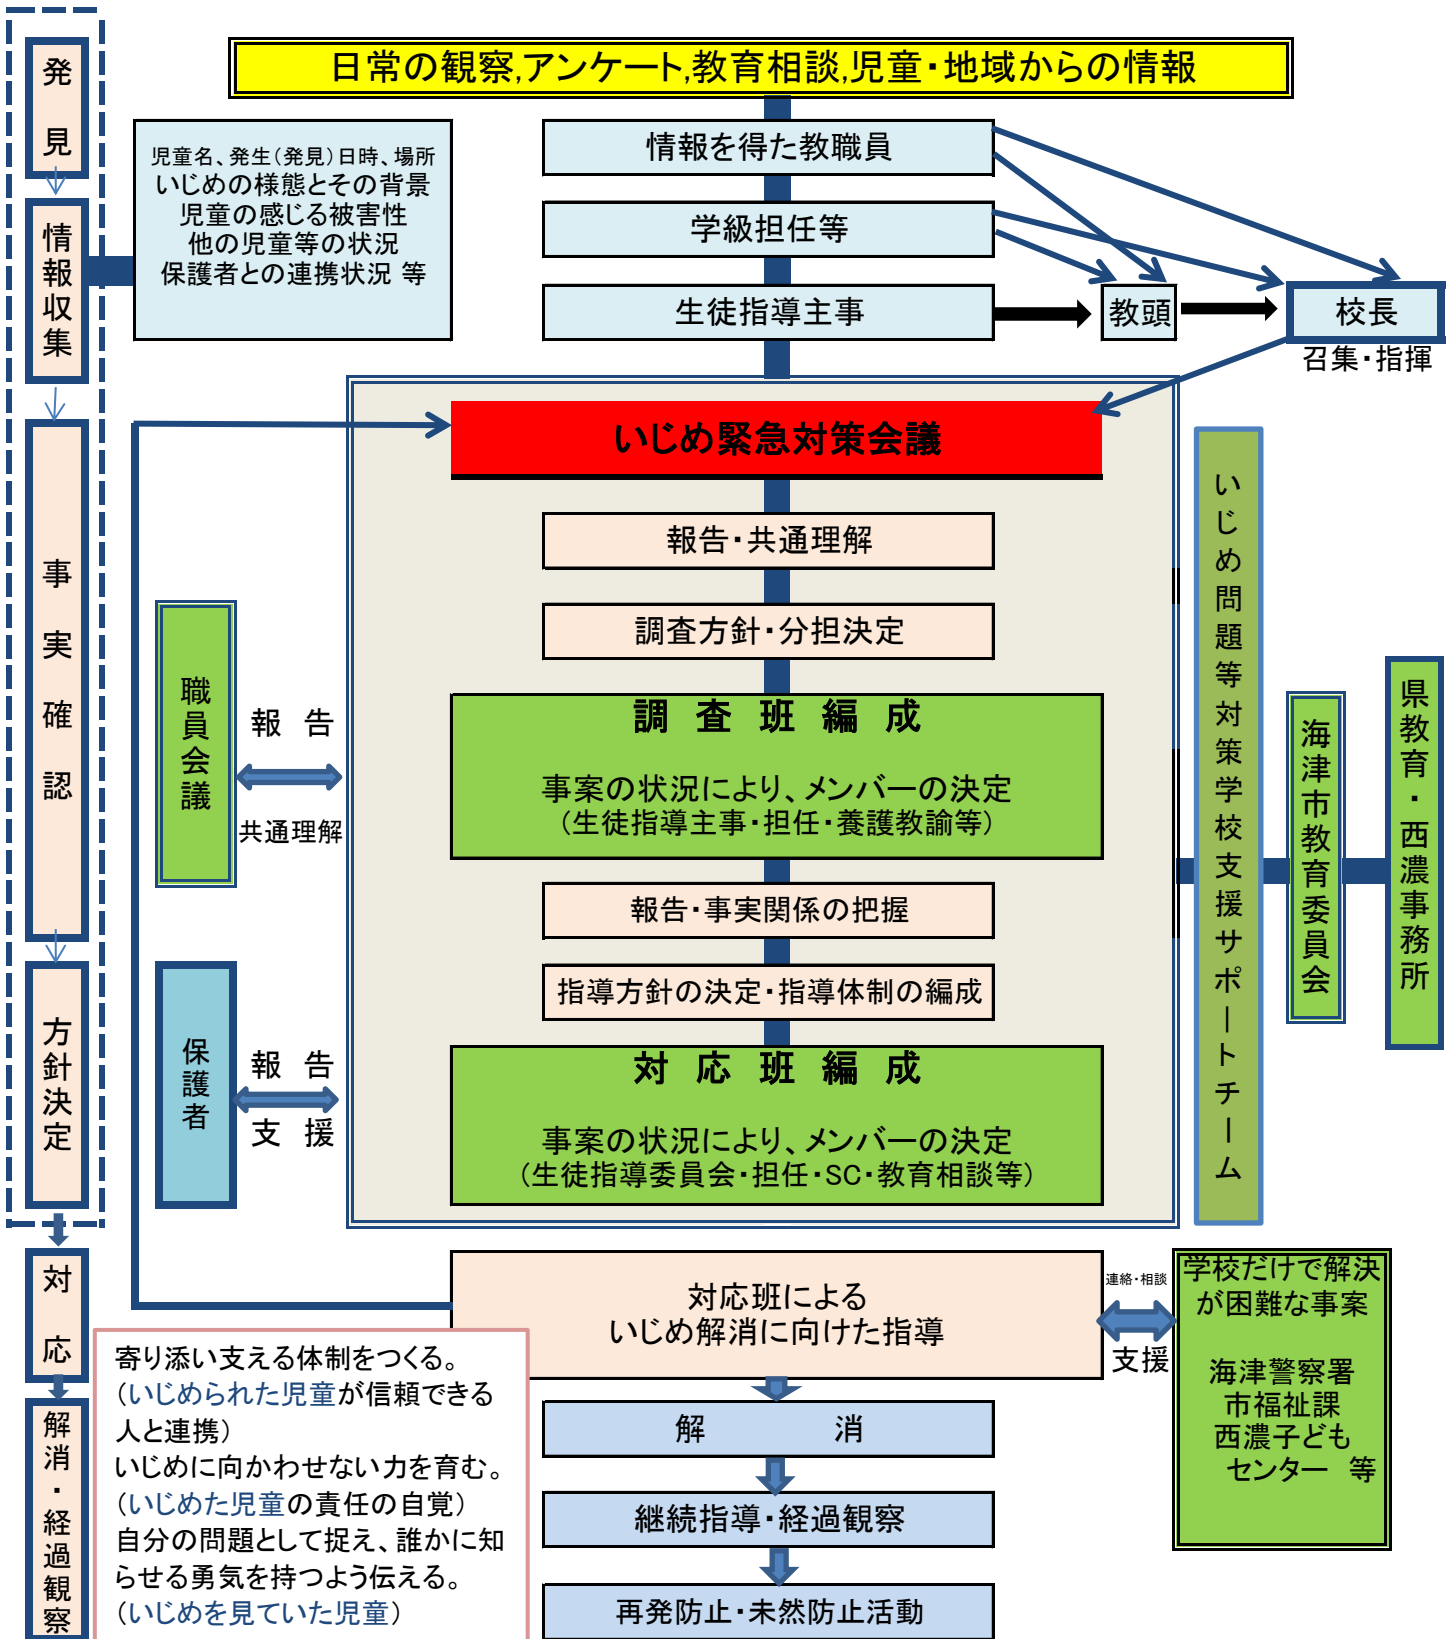 日常の観察,アンケート,教育相談,児童・地域からの情報
発見
情報収集
事実確認
方針決定
対応
解消・経過観察
児童名、発生(発見)日時、場所
いじめの様態とその背景
児童の感じる被害性
他の児童等の状況
保護者との連携状況 等
情報を得た教職員
学級担任等
生徒指導主事
教頭
校長
召集・指揮
いじめ緊急対策会議
報告・共通理解
調査方針・分担決定
調査班編成
事案の状況により、メンバーの決定
(生徒指導主事・担任・養護教諭等)
報告・事実関係の把握
指導方針の決定・指導体制の編成
対応班編成
事案の状況により、メンバーの決定
(生徒指導委員会・担任・SC・教育相談等)
職員会議
報 告
共通理解
保護者
報 告
支 援
いじめ問題等対策学校支援サポートチーム
海津市教育委員会
県教育・西濃事務所
対応班による
いじめ解消に向けた指導
連絡・相談
支援
学校だけで解決
が困難な事案
海津警察署
市福祉課
西濃子ども
センター 等
解 消
継続指導・経過観察
再発防止・未然防止活動
寄り添い支える体制をつくる。
(いじめられた児童が信頼できる
人と連携)
いじめに向かわせない力を育む。
(いじめた児童の責任の自覚)
自分の問題として捉え、誰かに知
らせる勇気を持つよう伝える。
(いじめを見ていた児童)